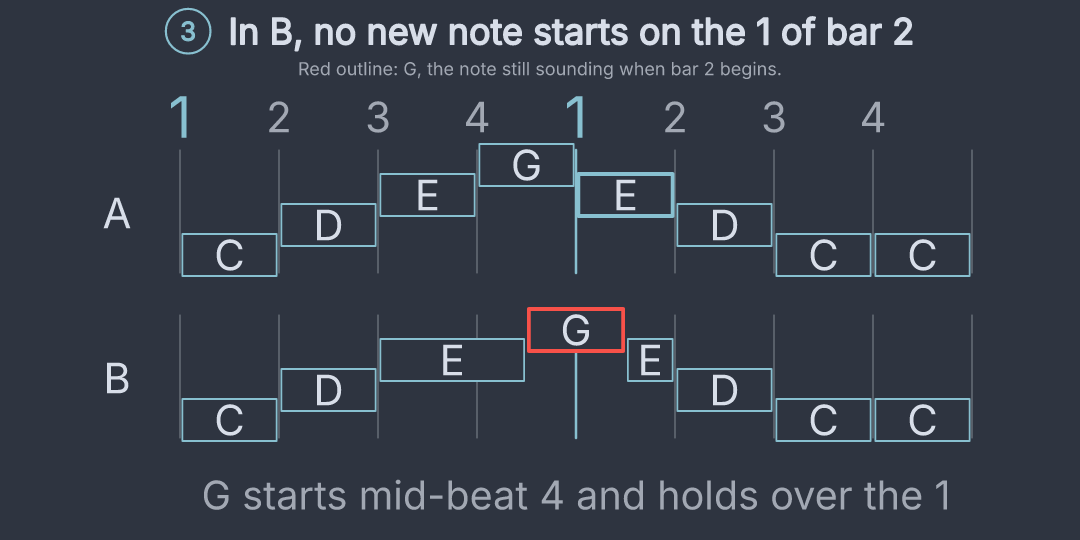 3 In B, no new note starts on the 1 of bar 2
Red outline: G, the note still sounding when bar 2 begins.
1 2 3 4 1 2 3 4
A
C D E G E D C C
B
C D E G E D C C
G starts mid-beat 4 and holds over the 1